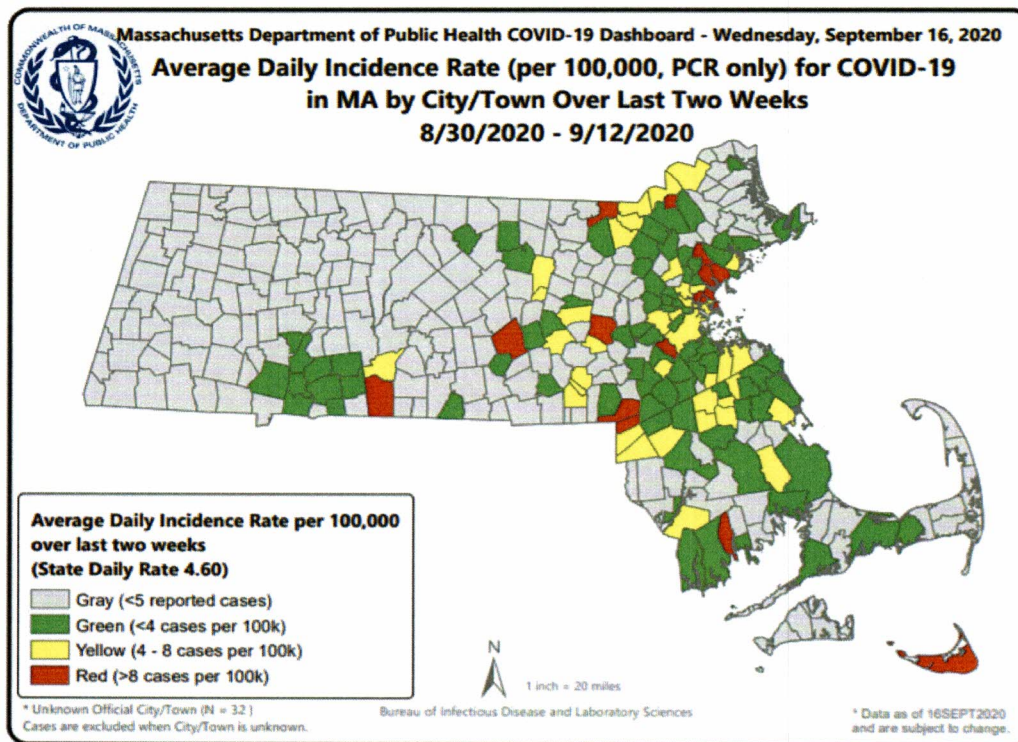 COMMONWEALTH OF MASSACHUSETTS
DEPARTMENT OF PUBLIC HEALTH
Massachusetts Department of Public Health COVID-19 Dashboard - Wednesday, September 16, 2020
Average Daily Incidence Rate (per 100,000, PCR only) for COVID-19
in MA by City/Town Over Last Two Weeks
8/30/2020 - 9/12/2020
Average Daily Incidence Rate per 100,000
over last two weeks
(State Daily Rate 4.60)
Gray (<5 reported cases)
Green (<4 cases per 100k)
Yellow (4 - 8 cases per 100k)
Red (>8 cases per 100k)
N
1 inch = 20 miles
* Unknown Official City/Town (N = 32 )
Cases are excluded when City/Town is unknown.
Bureau of Infectious Disease and Laboratory Sciences
* Data as of 16SEPT2020
and are subject to change.